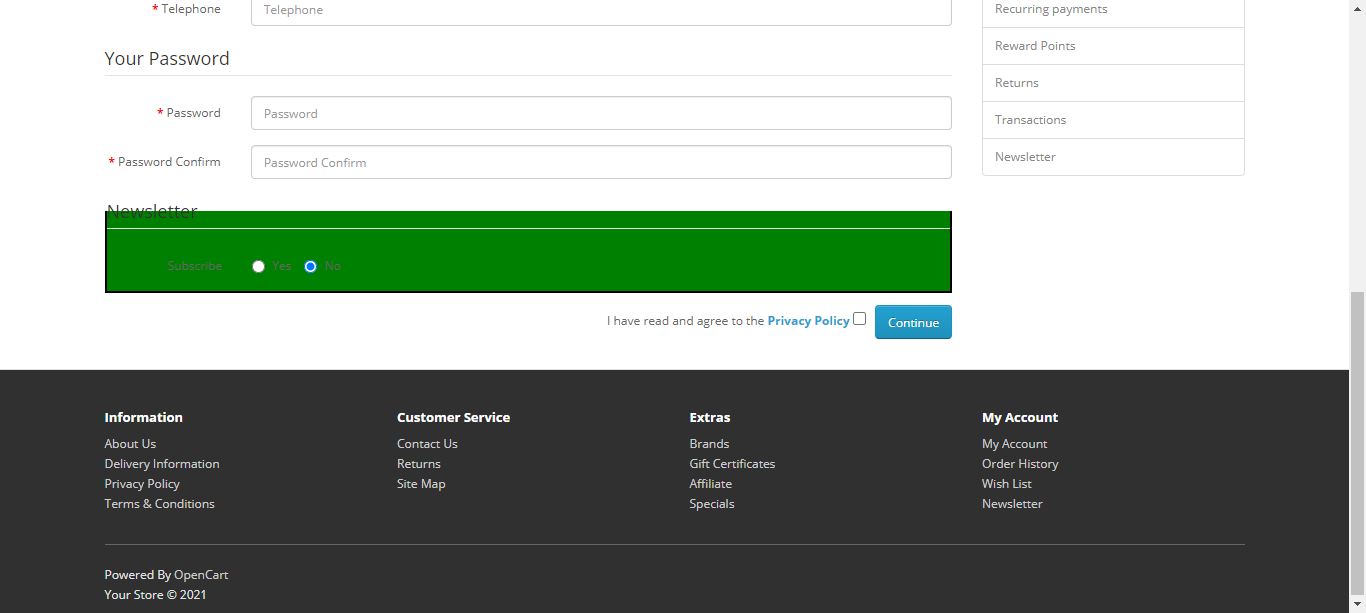 * Telephone Telephone
Recurring payments
Reward Points
Returns
Transactions
Newsletter
Your Password
* Password Password
* Password Confirm Password Confirm
Newsletter
Subscribe Yes No
I have read and agree to the Privacy Policy Continue
Information
About Us
Delivery Information
Privacy Policy
Terms & Conditions
Customer Service
Contact Us
Returns
Site Map
Extras
Brands
Gift Certificates
Affiliate
Specials
My Account
My Account
Order History
Wish List
Newsletter
Powered By OpenCart
Your Store © 2021